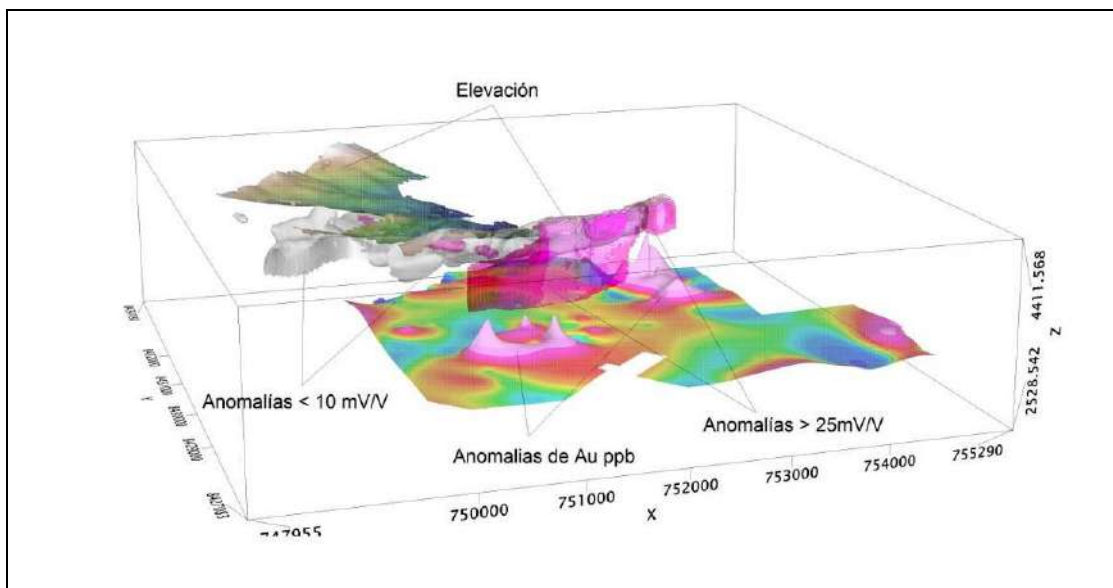 Elevación
Anomalías < 10 mV/V
Anomalias de Au ppb
Anomalías > 25mV/V
4411.568
Z
2528.542
Y
8427163
747955
750000
751000
752000
753000
754000
755290
X